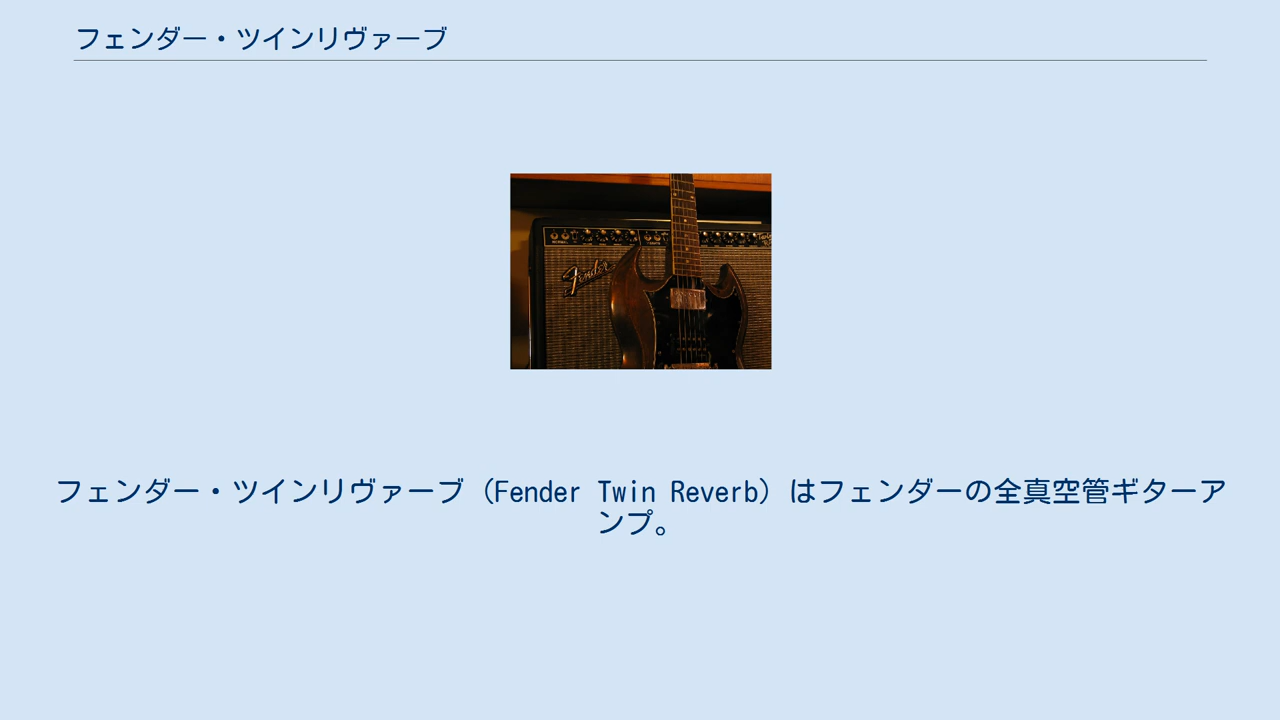 フェンダー・ツインリヴァーブ
Fender
フェンダー・ツインリヴァーブ（Fender Twin Reverb）はフェンダーの全真空管ギターア
ンプ。